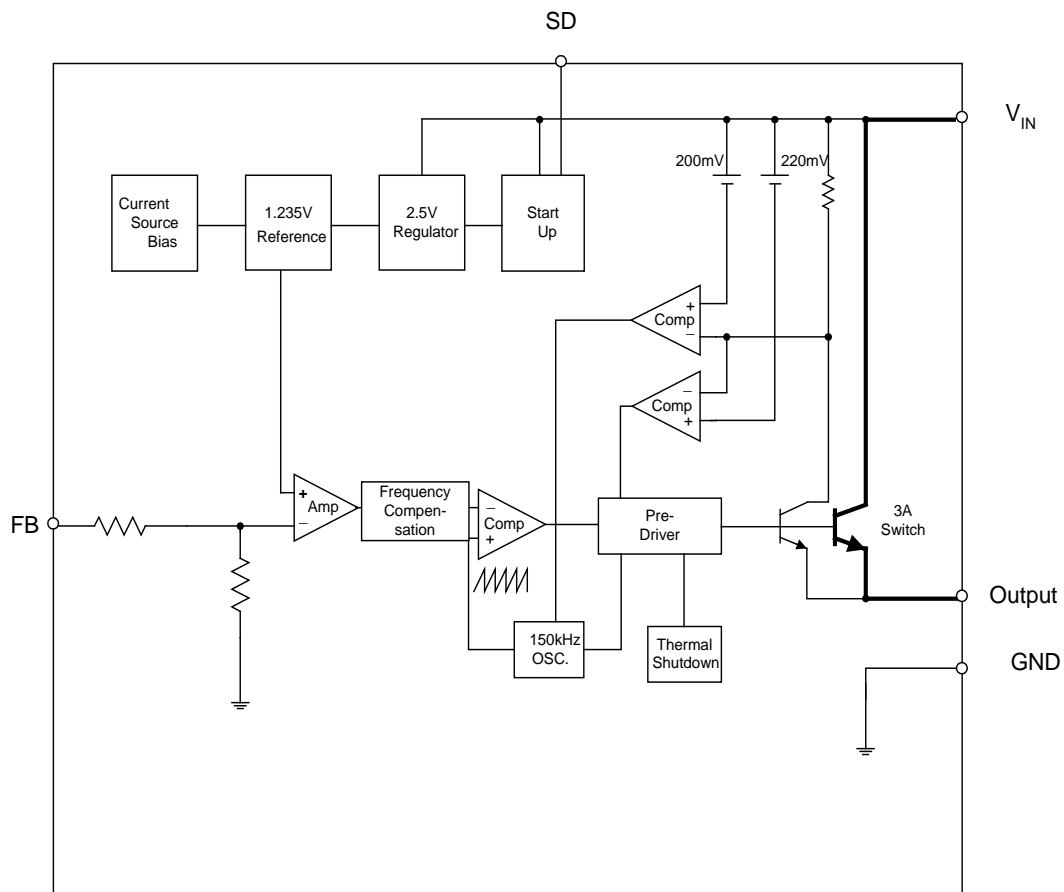 SD
V_IN
200mV
220mV
Current
Source
Bias
1.235V
Reference
2.5V
Regulator
Start
Up
+
Comp
−
−
Comp
+
+
Amp
−
Frequency
Compen-
sation
−
Comp
+
Pre-
Driver
3A
Switch
FB
Output
150kHz
OSC.
Thermal
Shutdown
GND